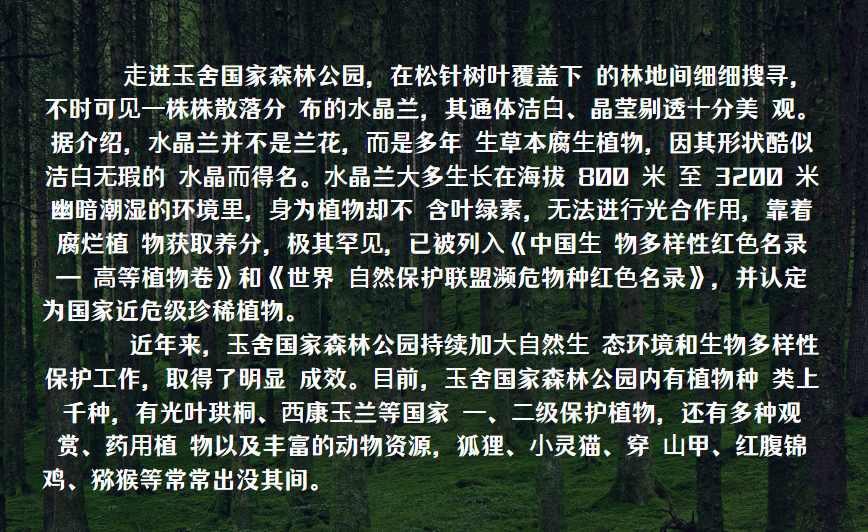 走进玉舍国家森林公园，在松针树叶覆盖下 的林地间细细搜寻，
不时可见一株株散落分 布的水晶兰，其通体洁白、晶莹剔透十分美 观。
据介绍，水晶兰并不是兰花，而是多年 生草本腐生植物，因其形状酷似
洁白无瑕的 水晶而得名。水晶兰大多生长在海拔 800 米 至 3200 米
幽暗潮湿的环境里，身为植物却不 含叶绿素，无法进行光合作用，靠着
腐烂植 物获取养分，极其罕见，已被列入《中国生 物多样性红色名录
— 高等植物卷》和《世界 自然保护联盟濒危物种红色名录》，并认定
为国家近危级珍稀植物。
近年来，玉舍国家森林公园持续加大自然生 态环境和生物多样性
保护工作，取得了明显 成效。目前，玉舍国家森林公园内有植物种 类上
千种，有光叶珙桐、西康玉兰等国家 一、二级保护植物，还有多种观
赏、药用植 物以及丰富的动物资源，狐狸、小灵猫、穿 山甲、红腹锦
鸡、猕猴等常常出没其间。